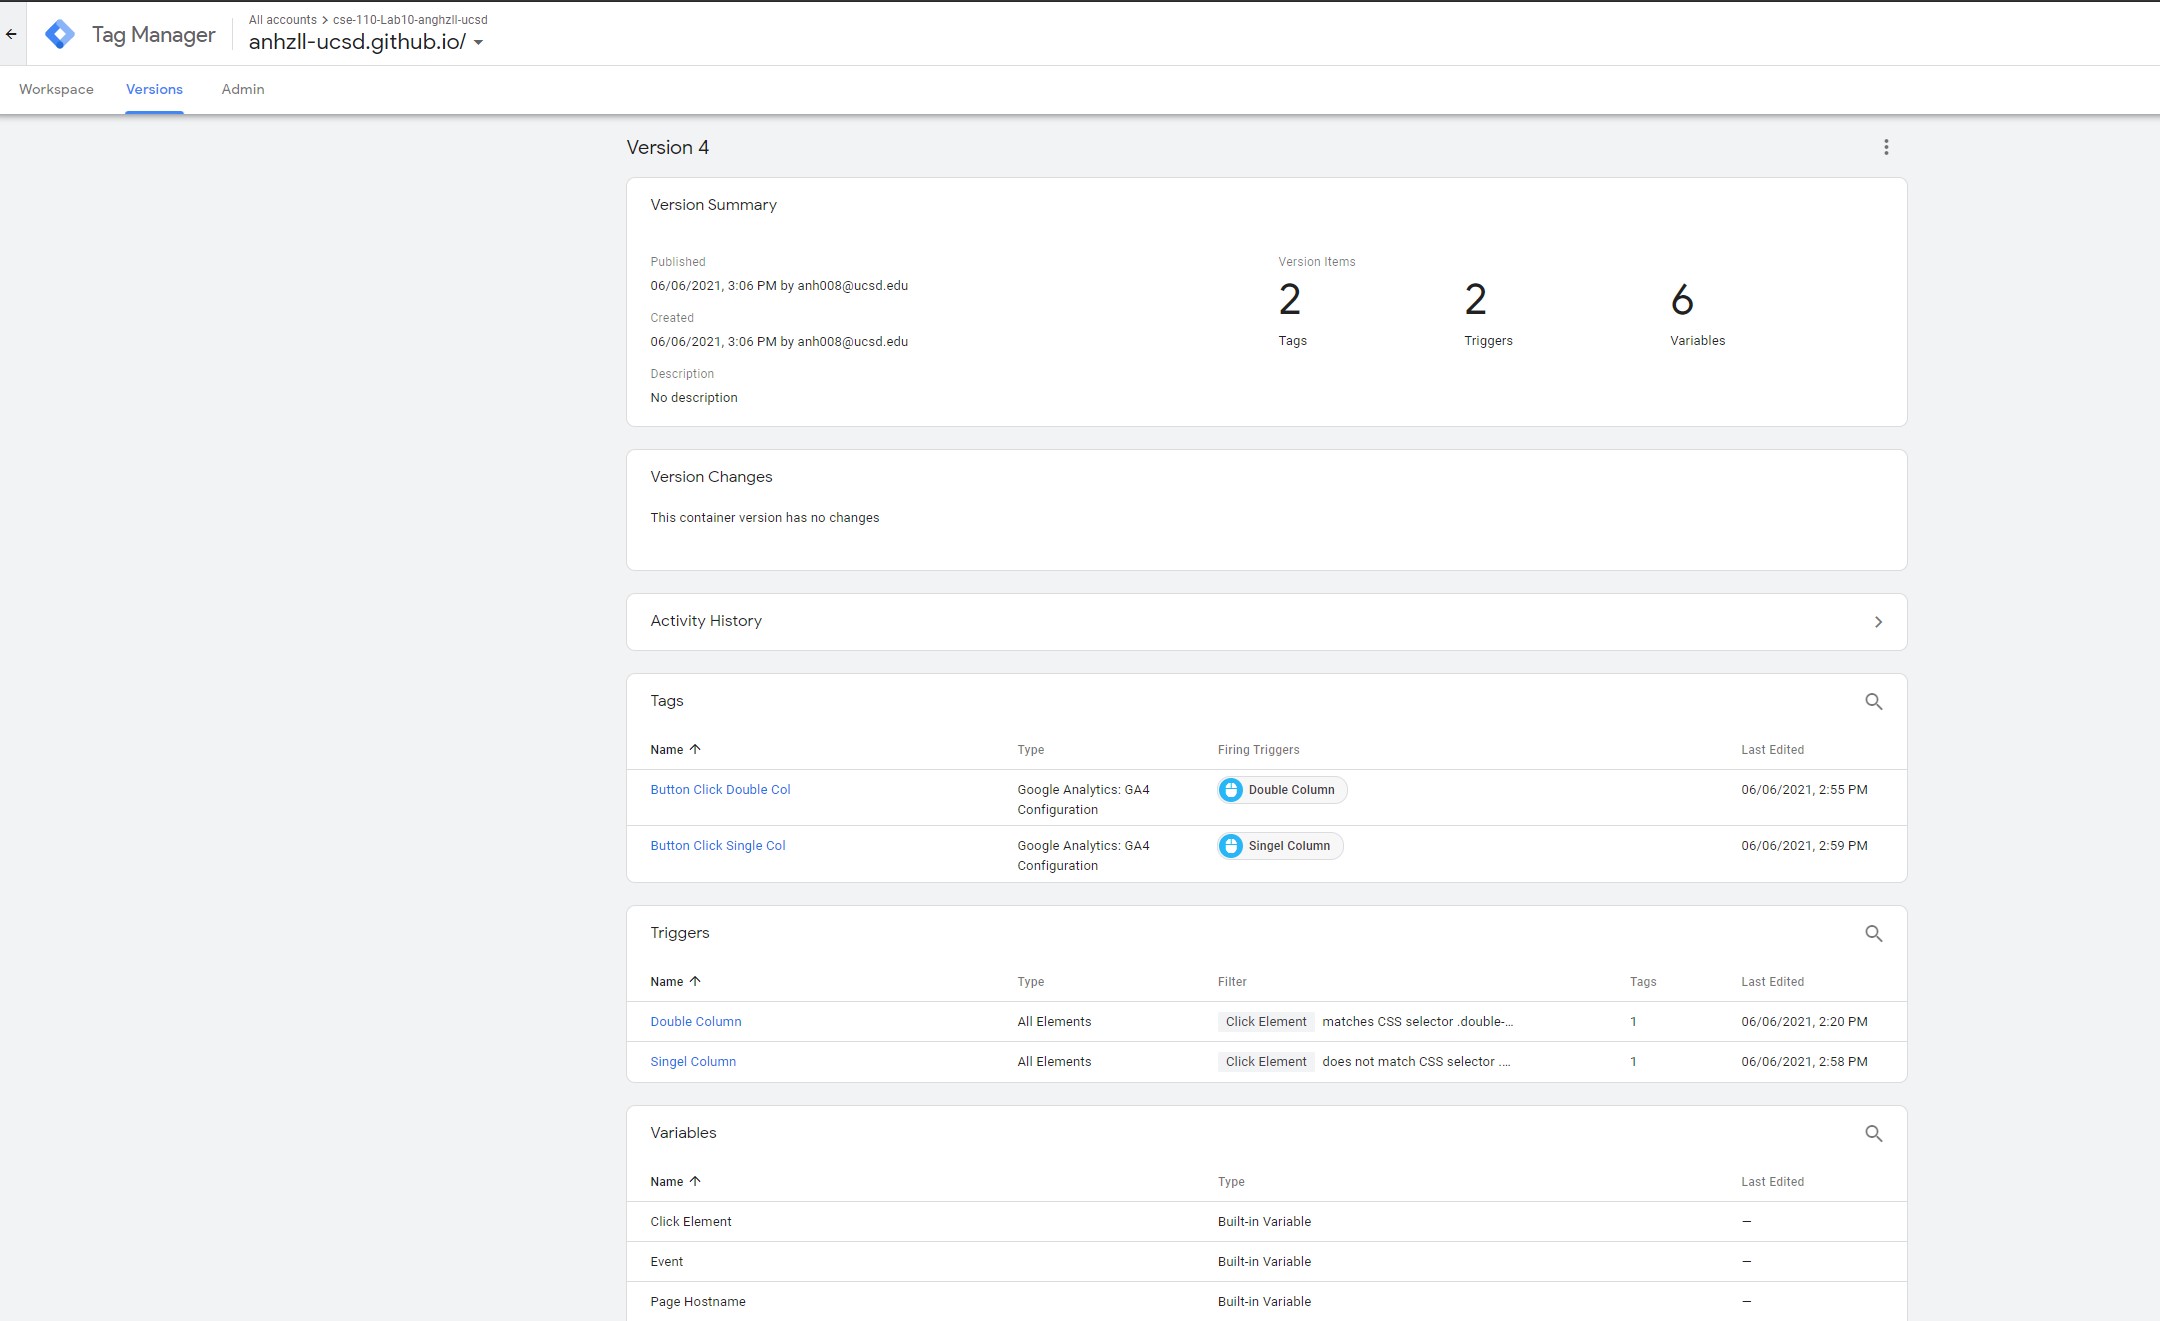 All accounts > cse-110-Lab10-anghzll-ucsd
Tag Manager
anhzll-ucsd.github.io/
Workspace Versions Admin
Version 4
Version Summary
Published
06/06/2021, 3:06 PM by anh008@ucsd.edu
Created
06/06/2021, 3:06 PM by anh008@ucsd.edu
Description
No description
Version Items
2 2 6
Tags Triggers Variables
Version Changes
This container version has no changes
Activity History
Tags
Name Type Firing Triggers Last Edited
Button Click Double Col Google Analytics: GA4 Double Column 06/06/2021, 2:55 PM
Configuration
Button Click Single Col Google Analytics: GA4 Singel Column 06/06/2021, 2:59 PM
Configuration
Triggers
Name Type Filter Tags Last Edited
Double Column All Elements Click Element matches CSS selector .double-... 1 06/06/2021, 2:20 PM
Singel Column All Elements Click Element does not match CSS selector .... 1 06/06/2021, 2:58 PM
Variables
Name Type Last Edited
Click Element Built-in Variable —
Event Built-in Variable —
Page Hostname Built-in Variable —